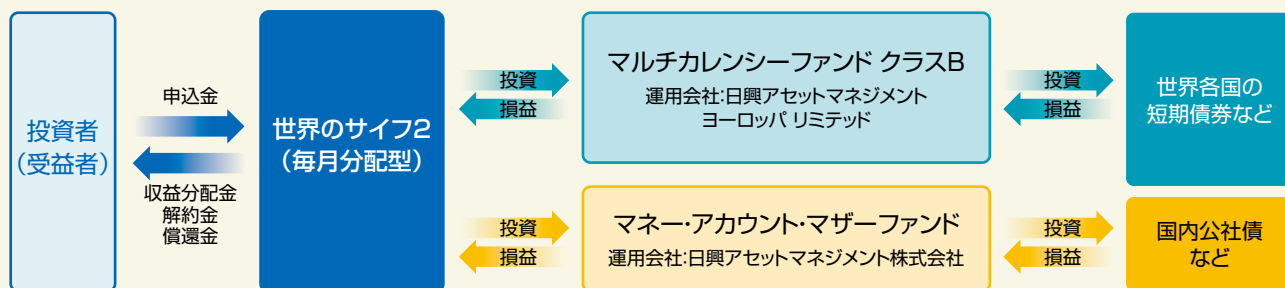 投資者
(受益者)
申込金
収益分配金
解約金
償還金
世界のサイフ2
(毎月分配型)
投資
損益
マルチカレンシーファンド クラスB
運用会社:日興アセットマネジメント
ヨーロッパ リミテッド
投資
損益
世界各国の
短期債券など
投資
損益
マネー・アカウント・マザーファンド
運用会社:日興アセットマネジメント株式会社
投資
損益
国内公社債
など